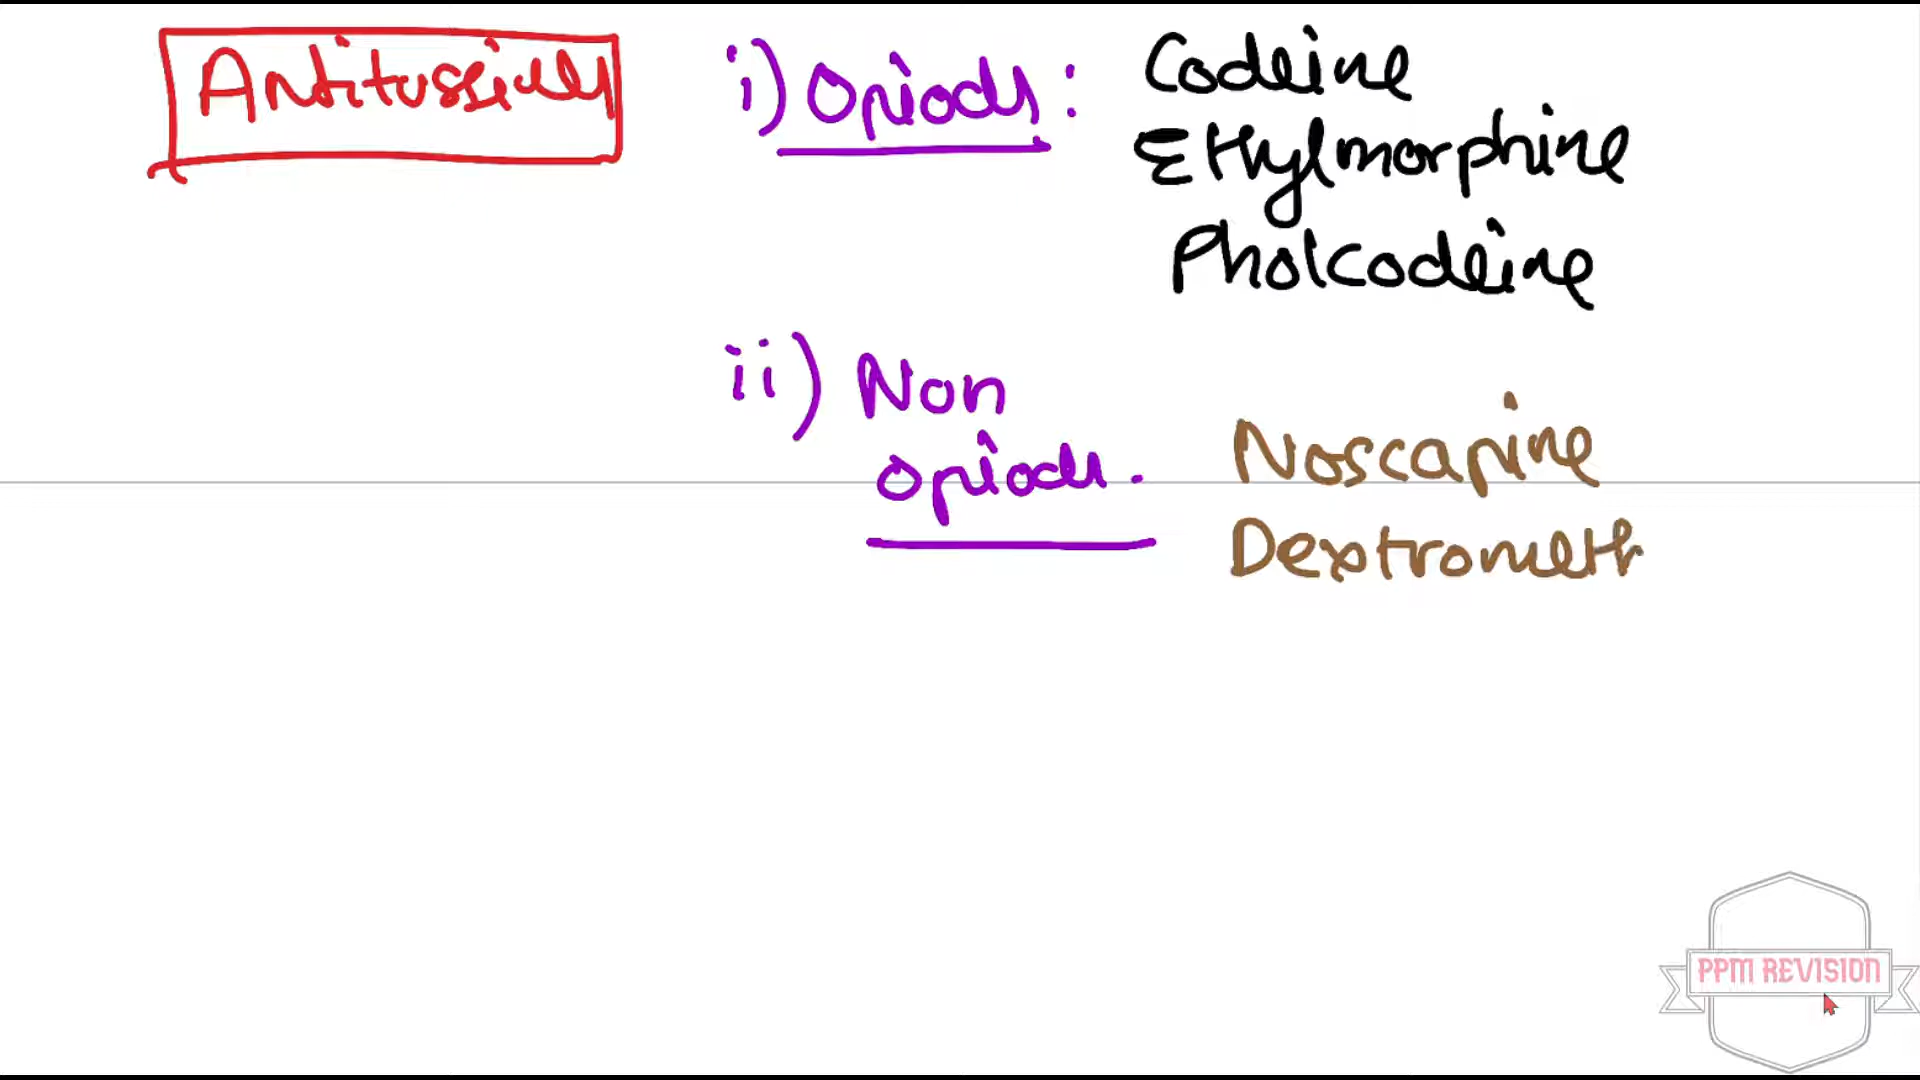 Antitussives
i) Opiods :
Codeine
Ethylmorphine
Pholcodeine
ii) Non
opiods.
Noscapine
Dextrometh
PPM REVISION